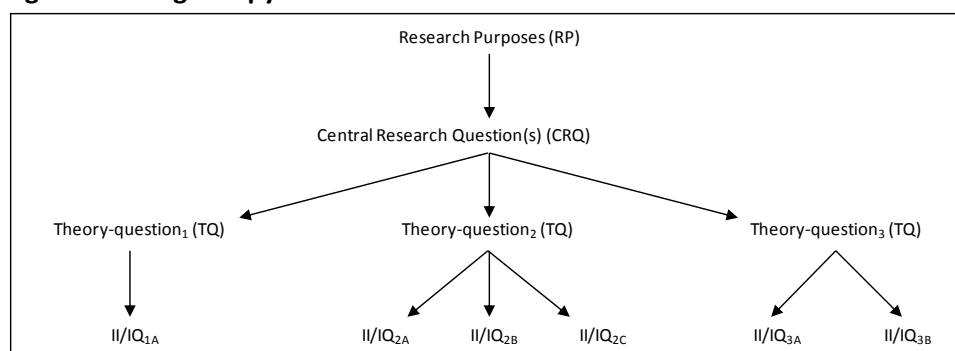 Research Purposes (RP)
Central Research Question(s) (CRQ)
Theory-question1 (TQ) Theory-question2 (TQ) Theory-question3 (TQ)
II/IQ1A II/IQ2A II/IQ2B II/IQ2C II/IQ3A II/IQ3B